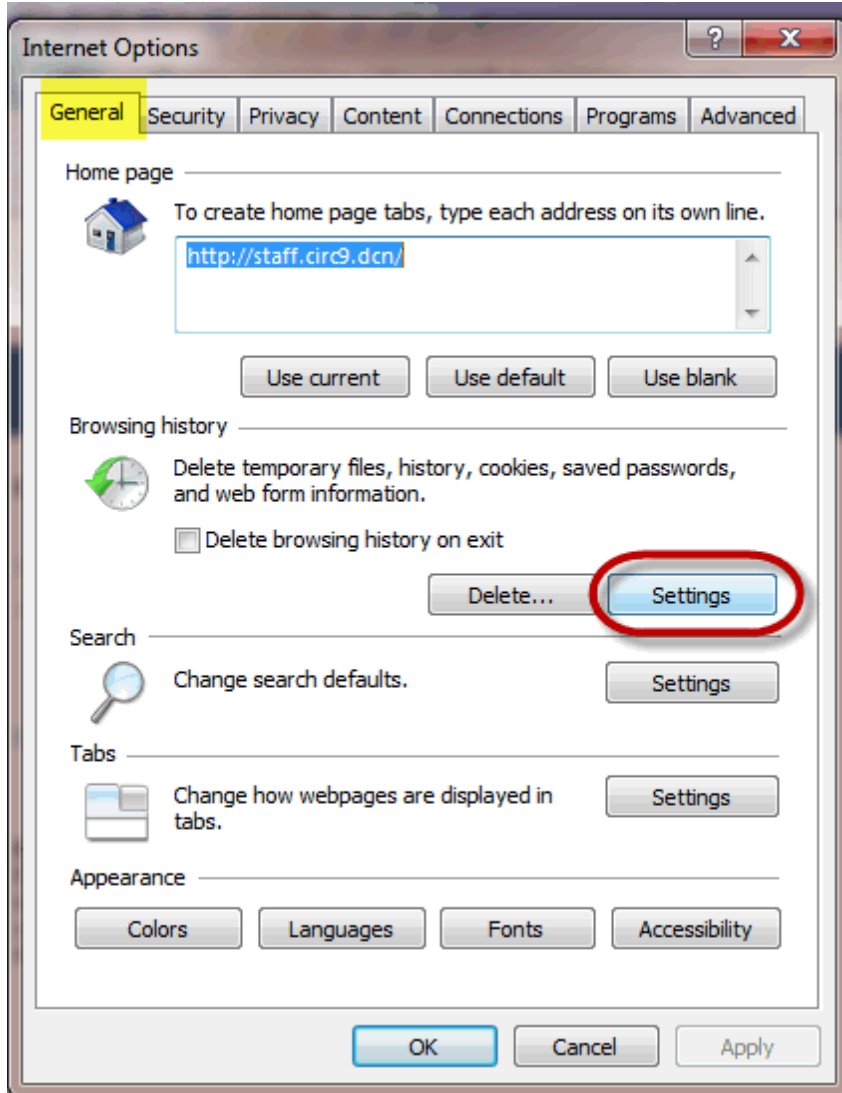 Internet Options
?
X
General
Security
Privacy
Content
Connections
Programs
Advanced
Home page
To create home page tabs, type each address on its own line.
http://staff.circ9.dcn/
Use current
Use default
Use blank
Browsing history
Delete temporary files, history, cookies, saved passwords,
and web form information.
Delete browsing history on exit
Delete...
Settings
Search
Change search defaults.
Settings
Tabs
Change how webpages are displayed in
tabs.
Settings
Appearance
Colors
Languages
Fonts
Accessibility
OK
Cancel
Apply